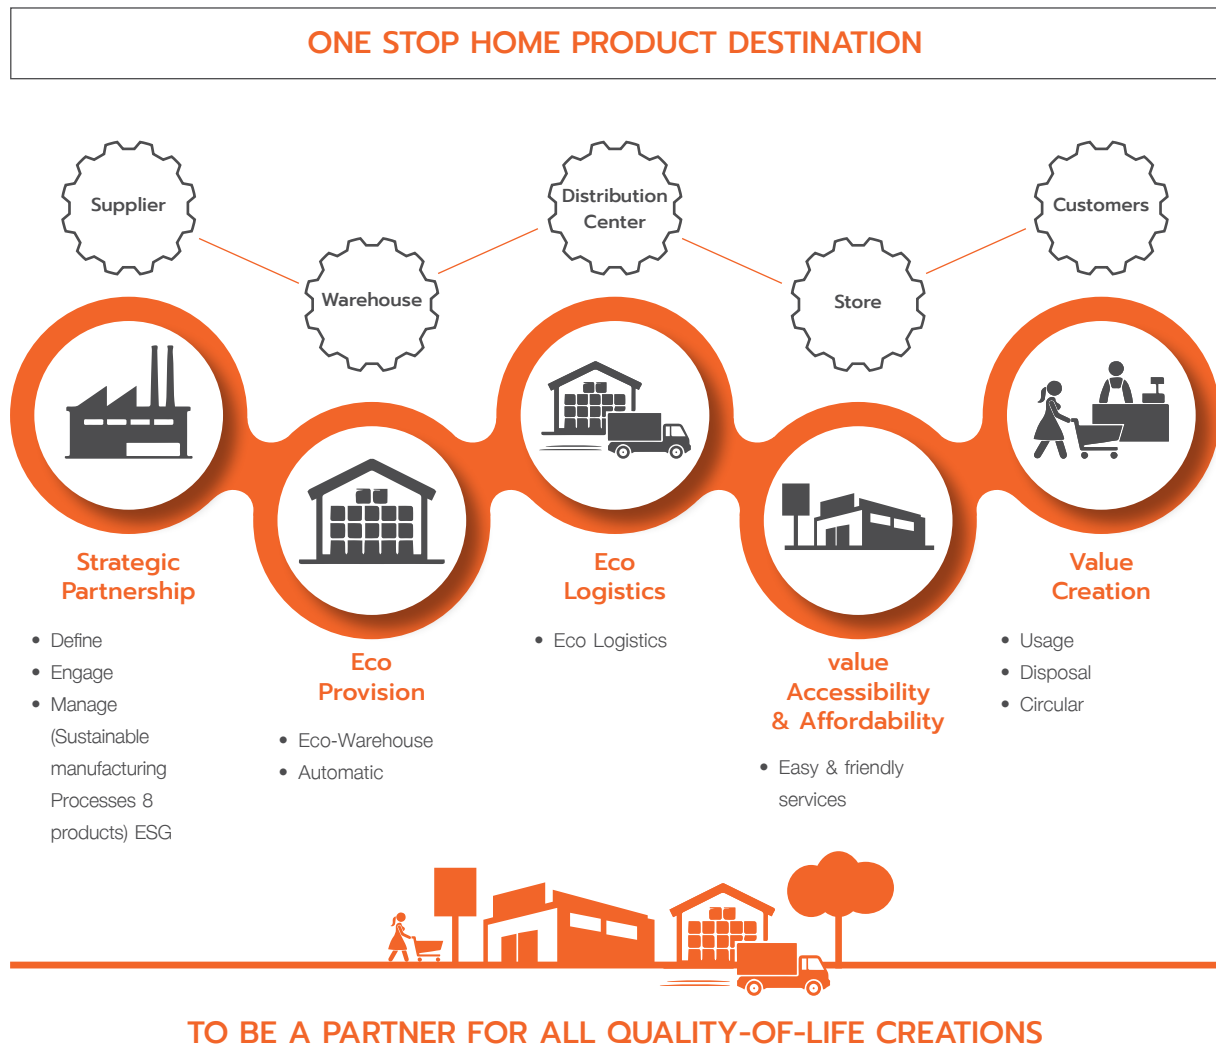 ONE STOP HOME PRODUCT DESTINATION
Supplier
Warehouse
Distribution
Center
Store
Customers
Strategic
Partnership
• Define
• Engage
• Manage
(Sustainable
manufacturing
Processes 8
products) ESG
Eco
Provision
• Eco-Warehouse
• Automatic
Eco
Logistics
• Eco Logistics
value
Accessibility
& Affordability
• Easy & friendly
services
Value
Creation
• Usage
• Disposal
• Circular
TO BE A PARTNER FOR ALL QUALITY-OF-LIFE CREATIONS